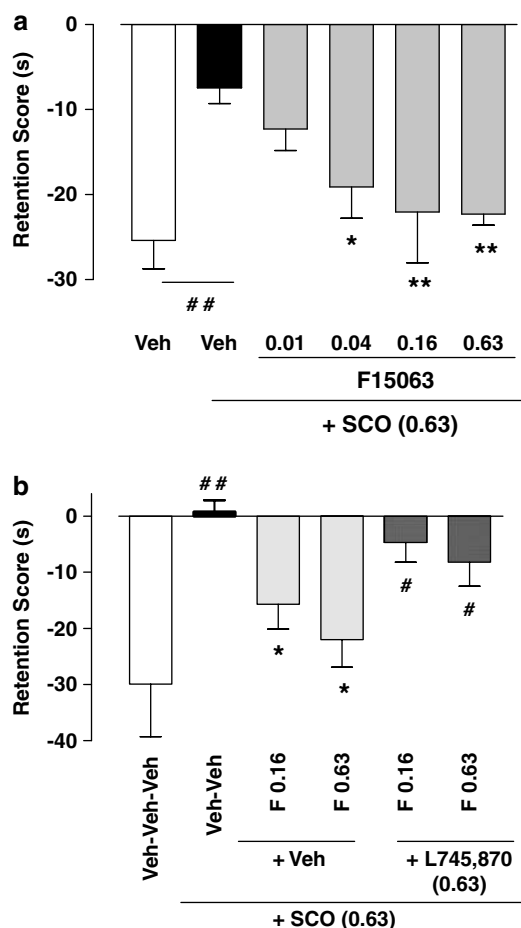 a
Retention Score (s)
0
-10
-20
-30
##
*
**
**
Veh
Veh
0.01
0.04
0.16
0.63
F15063
+ SCO (0.63)
b
Retention Score (s)
0
-10
-20
-30
-40
##
*
*
#
#
Veh-Veh-Veh
Veh-Veh
F 0.16
F 0.63
F 0.16
F 0.63
+ Veh
+ L745,870
(0.63)
+ SCO (0.63)